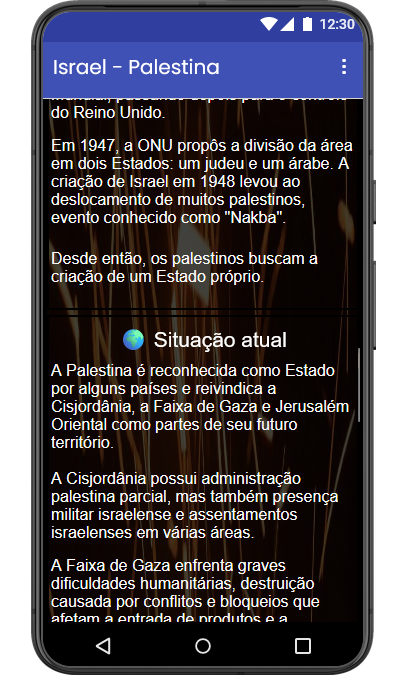 12:30
Israel - Palestina
Mundial, passando depois para o controle
do Reino Unido.
Em 1947, a ONU propôs a divisão da área
em dois Estados: um judeu e um árabe. A
criação de Israel em 1948 levou ao
deslocamento de muitos palestinos,
evento conhecido como "Nakba".
Desde então, os palestinos buscam a
criação de um Estado próprio.
Situação atual
A Palestina é reconhecida como Estado
por alguns países e reivindica a
Cisjordânia, a Faixa de Gaza e Jerusalém
Oriental como partes de seu futuro
território.
A Cisjordânia possui administração
palestina parcial, mas também presença
militar israelense e assentamentos
israelenses em várias áreas.
A Faixa de Gaza enfrenta graves
dificuldades humanitárias, destruição
causada por conflitos e bloqueios que
afetam a entrada de produtos e a